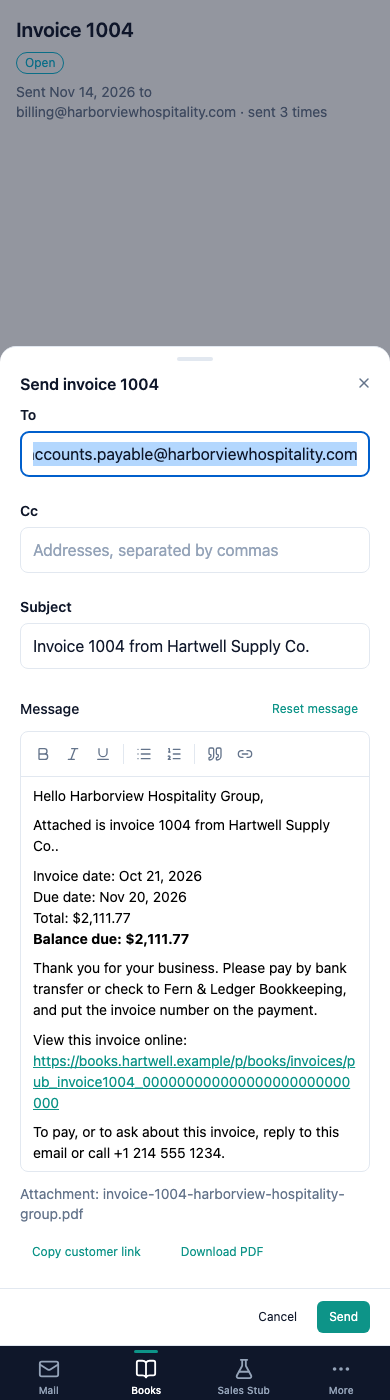 Invoice 1004
Open
Sent Nov 14, 2026 to
billing@harborviewhospitality.com · sent 3 times
Send invoice 1004
To
ccounts.payable@harborviewhospitality.com
Cc
Addresses, separated by commas
Subject
Invoice 1004 from Hartwell Supply Co.
Message
Reset message
Hello Harborview Hospitality Group,
Attached is invoice 1004 from Hartwell Supply
Co..
Invoice date: Oct 21, 2026
Due date: Nov 20, 2026
Total: $2,111.77
Balance due: $2,111.77
Thank you for your business. Please pay by bank
transfer or check to Fern & Ledger Bookkeeping,
and put the invoice number on the payment.
View this invoice online:
https://books.hartwell.example/p/books/invoices/p
ub_invoice1004_000000000000000000000000
000
To pay, or to ask about this invoice, reply to this
email or call +1 214 555 1234.
Attachment: invoice-1004-harborview-hospitality-
group.pdf
Copy customer link
Download PDF
Cancel
Send
Mail
Books
Sales Stub
More